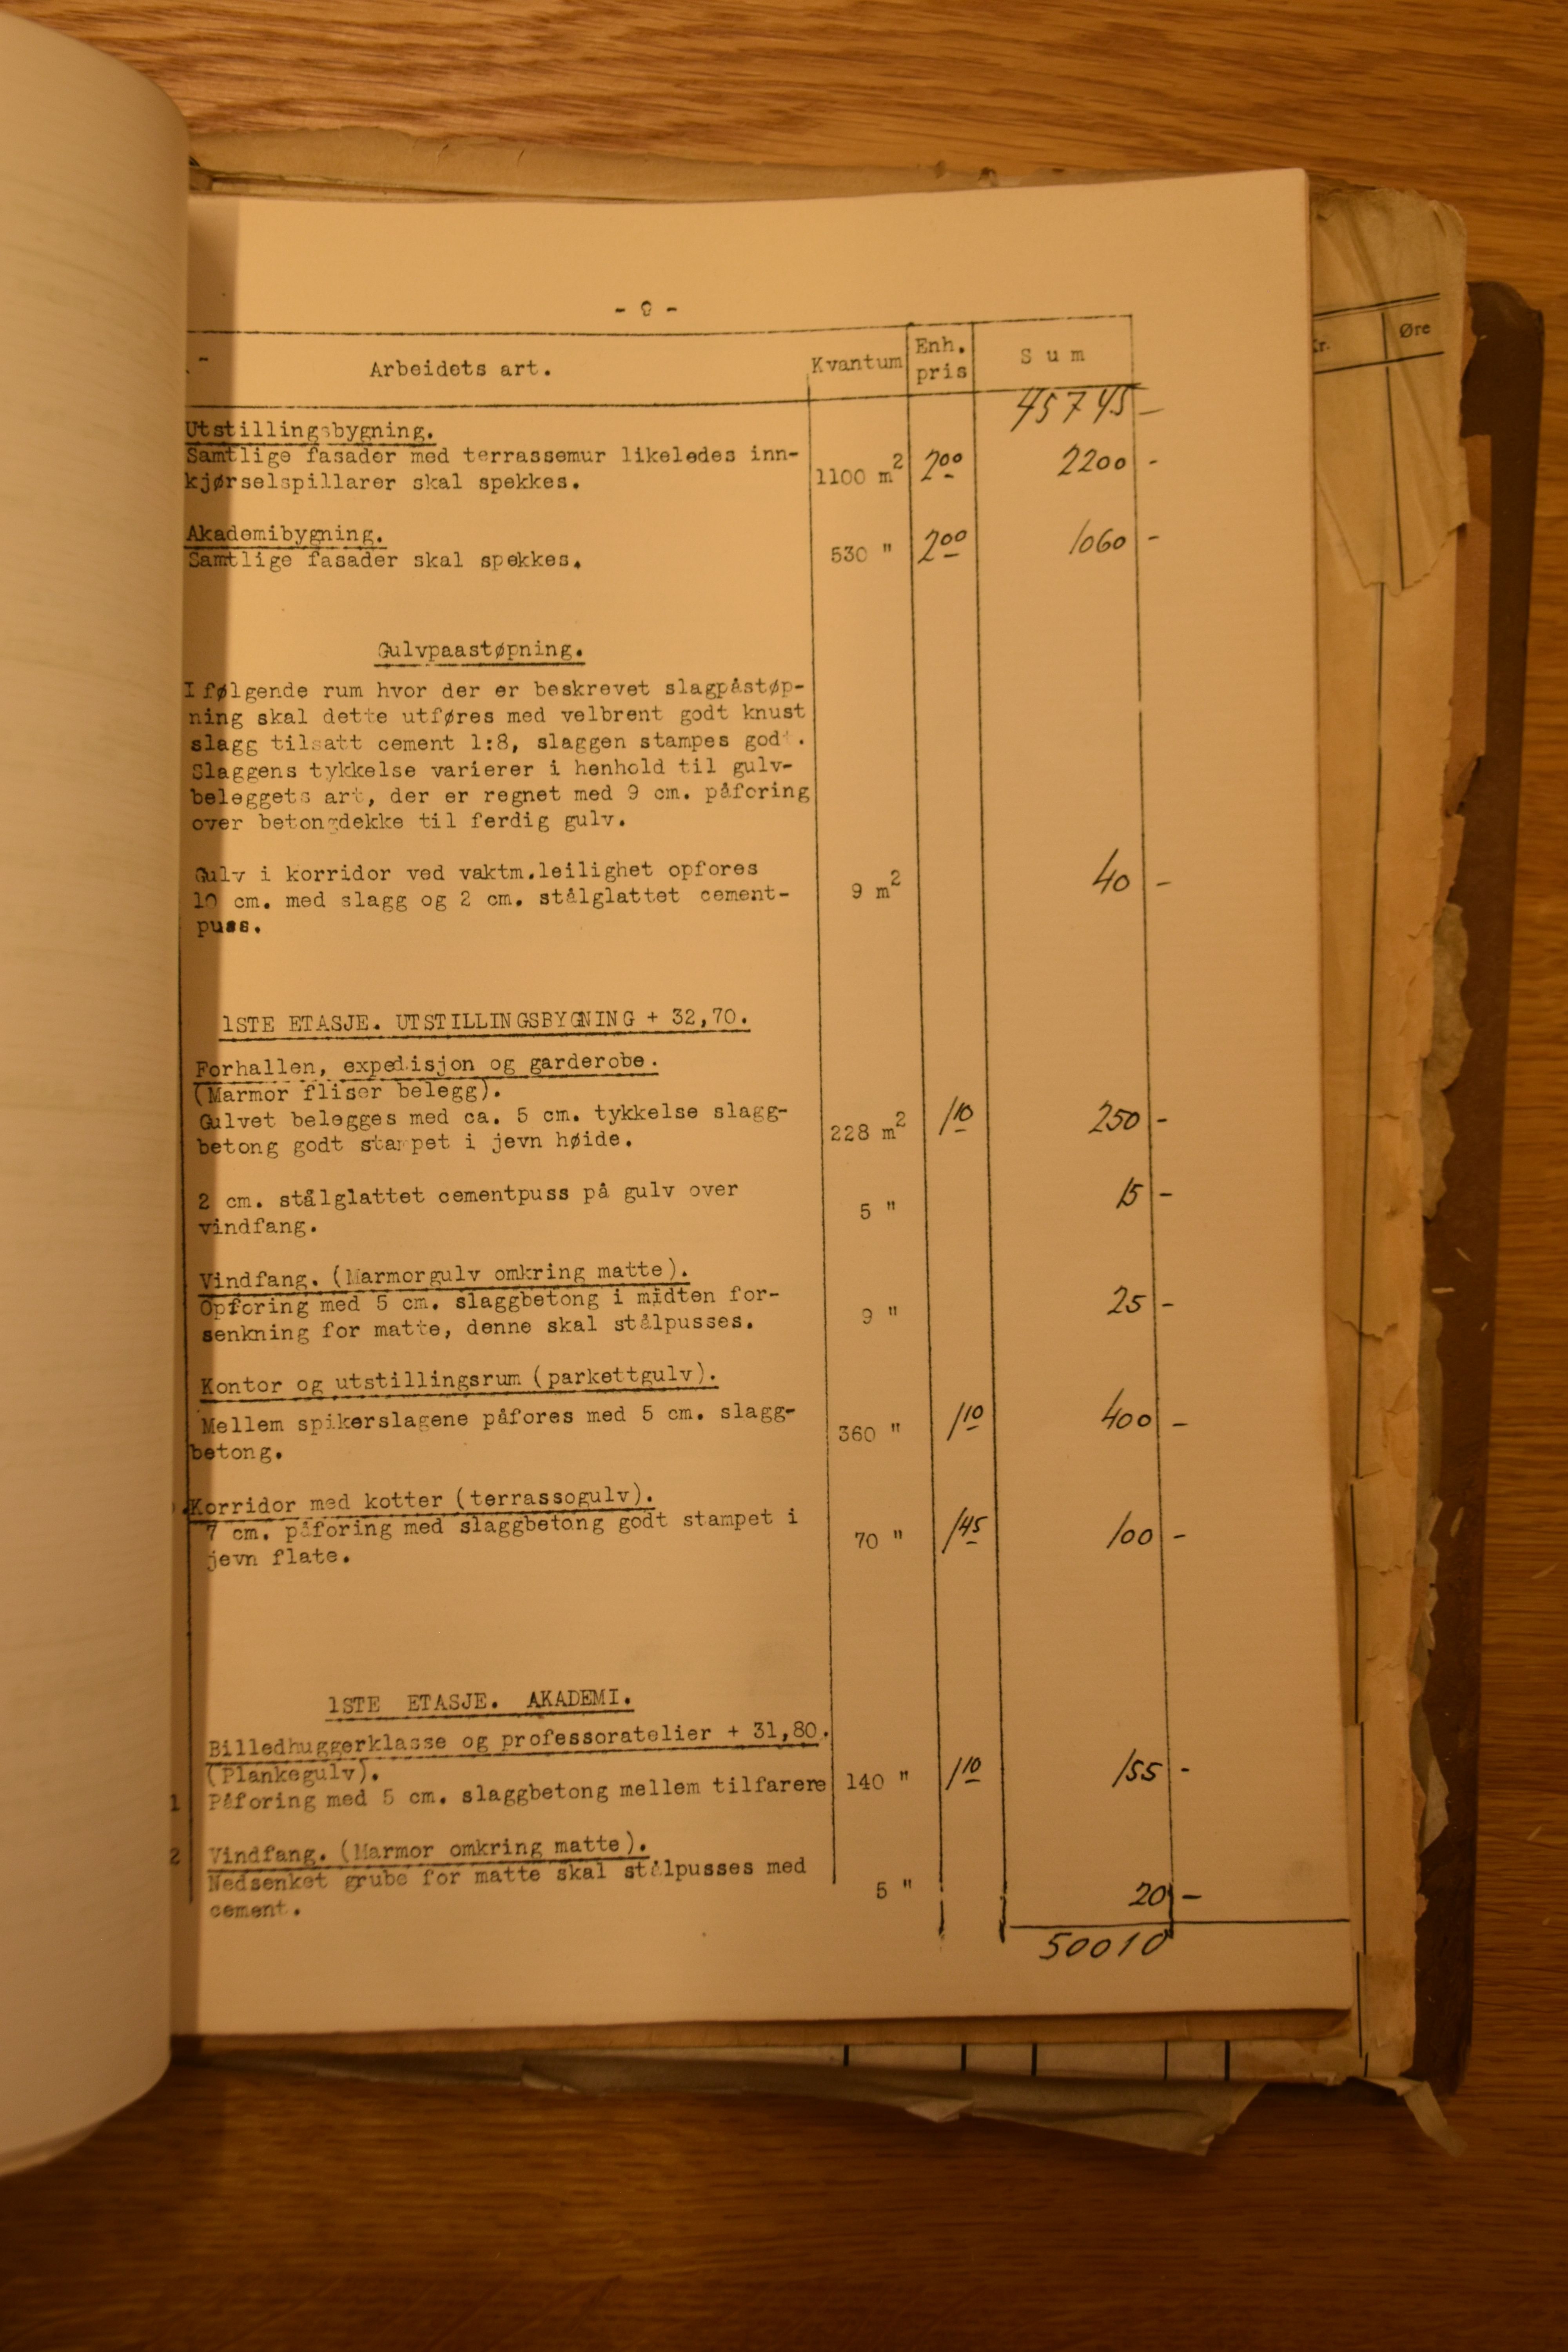 - 9 -
Arbeidets art. Kvantum Enh. pris Sum
Kr. Øre
45745 -
Utstillingsbygning.
Samtlige fasader med terrassemur likeledes inn-
kjørselspillarer skal spekkes. 1100 m2 2 00 2200 -
Akademibygning.
Samtlige fasader skal spekkes. 530 " 2 00 1060 -
Gulvpaastøpning.
I følgende rum hvor der er beskrevet slagpåstøp-
ning skal dette utføres med velbrent godt knust
slagg tilsatt cement 1:8, slaggen stampes godt.
Slaggens tykkelse varierer i henhold til gulv-
beleggets art, der er regnet med 9 cm. påforing
over betongdekke til ferdig gulv.
Gulv i korridor ved vaktm.leilighet opfores
10 cm. med slagg og 2 cm. stålglattet cement- 9 m2 40 -
puss.
1STE ETASJE. UTSTILLINGSBYGNING + 32,70.
Forhallen, expedisjon og garderobe.
(Marmor fliser belegg).
Gulvet belegges med ca. 5 cm. tykkelse slagg-
betong godt stampet i jevn høide. 228 m2 1 10 250 -
2 cm. stålglattet cementpuss på gulv over
vindfang. 5 " 15 -
Vindfang. (Marmorgulv omkring matte).
Opforing med 5 cm. slaggbetong i midten for-
senkning for matte, denne skal stålpusses. 9 " 25 -
Kontor og utstillingsrum (parkettgulv).
Mellem spikerslagene påfores med 5 cm. slagg-
betong. 360 " 1 10 400 -
Korridor med kotter (terrassogulv).
7 cm. påforing med slaggbetong godt stampet i
jevn flate. 70 " 1 45 100 -
1STE ETASJE. AKADEMI.
Billedhuggerklasse og professoratelier + 31,80.
(Plankegulv).
1 Påforing med 5 cm. slaggbetong mellem tilfarere 140 " 1 10 155 -
2 Vindfang. (Marmor omkring matte).
Nedsenket grube for matte skal stålpusses med
cement. 5 " 20 -
50010